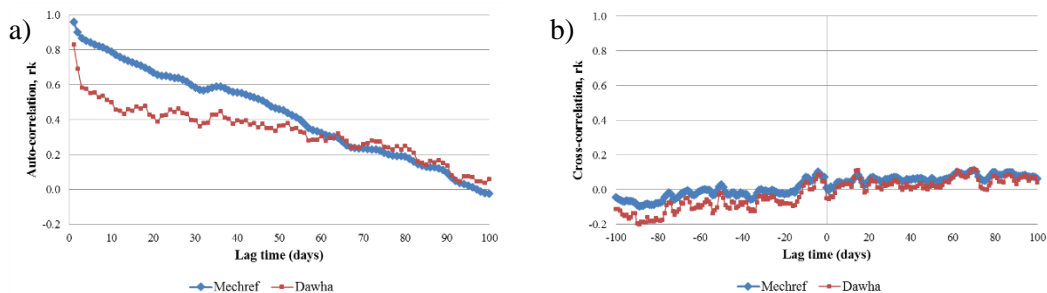 a)
Auto-correlation, rk
1.0
0.8
0.6
0.4
0.2
0.0
-0.2
0 10 20 30 40 50 60 70 80 90 100
Lag time (days)
Mechref Dawha
b)
Cross-correlation, rk
1.0
0.8
0.6
0.4
0.2
0.0
-0.2
-100 -80 -60 -40 -20 0 20 40 60 80 100
Lag time (days)
Mechref Dawha